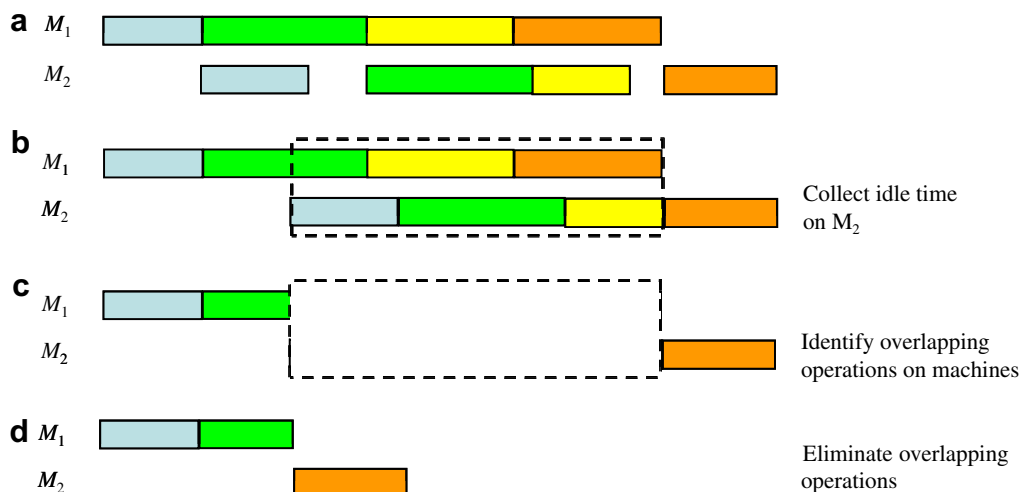 a M1
M2
b M1
M2
Collect idle time
on M2
c M1
M2
Identify overlapping
operations on machines
d M1
M2
Eliminate overlapping
operations